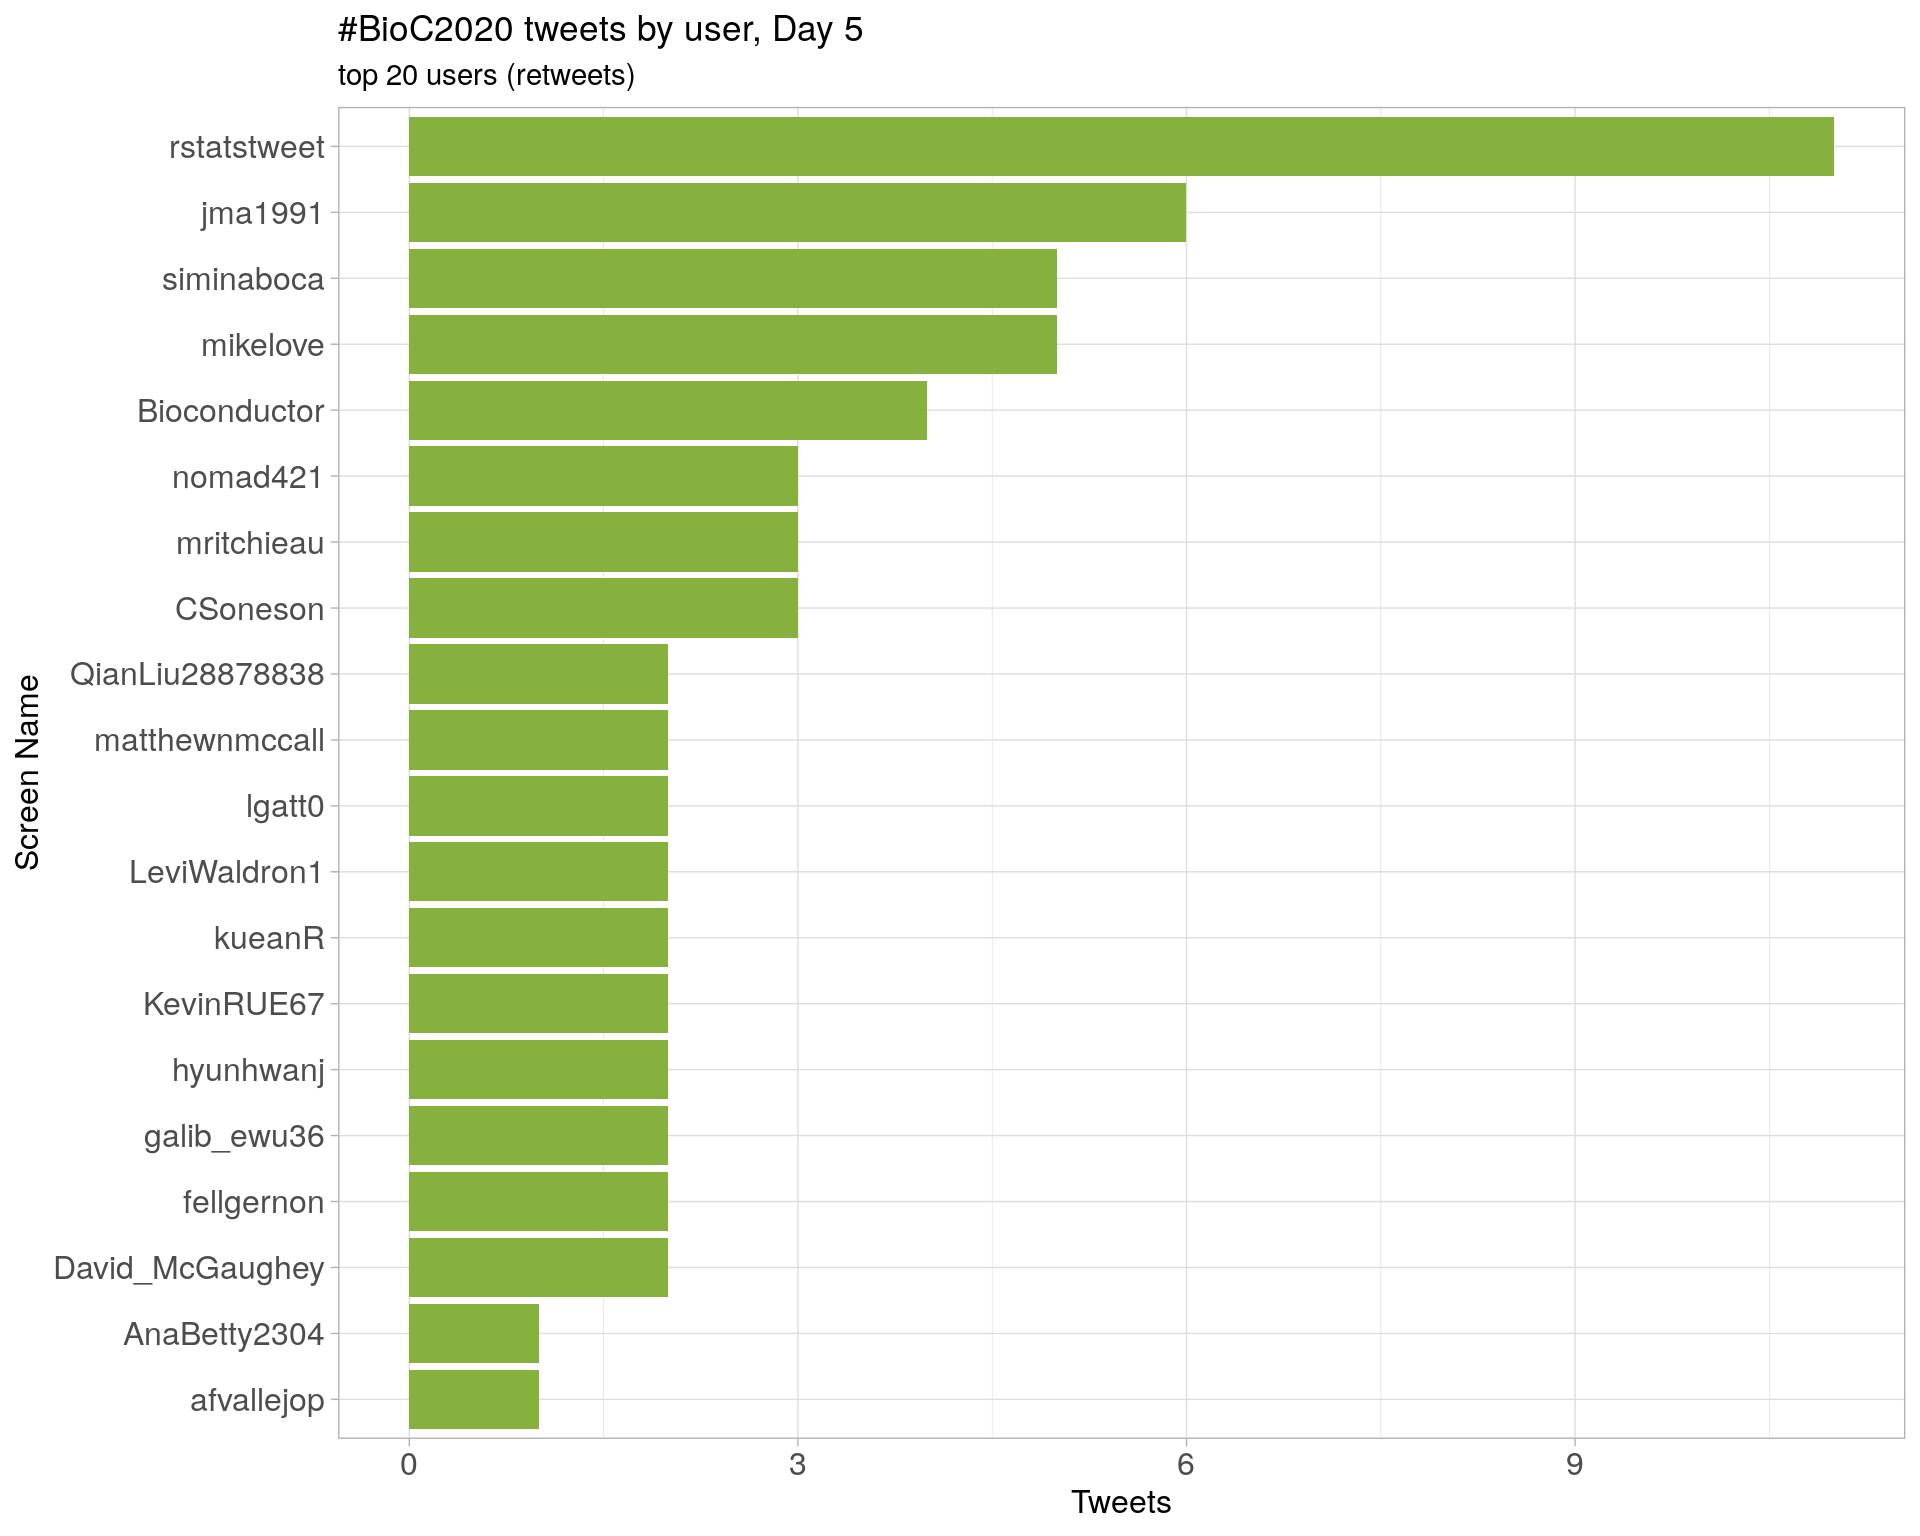 #BioC2020 tweets by user, Day 5
top 20 users (retweets)
rstatstweet
jma1991
siminaboca
mikelove
Bioconductor
nomad421
mritchieau
CSoneson
QianLiu28878838
matthewnmccall
lgatt0
LeviWaldron1
kueanR
KevinRUE67
hyunhwanj
galib_ewu36
fellgernon
David_McGaughey
AnaBetty2304
afvallejop
Screen Name
0 3 6 9
Tweets